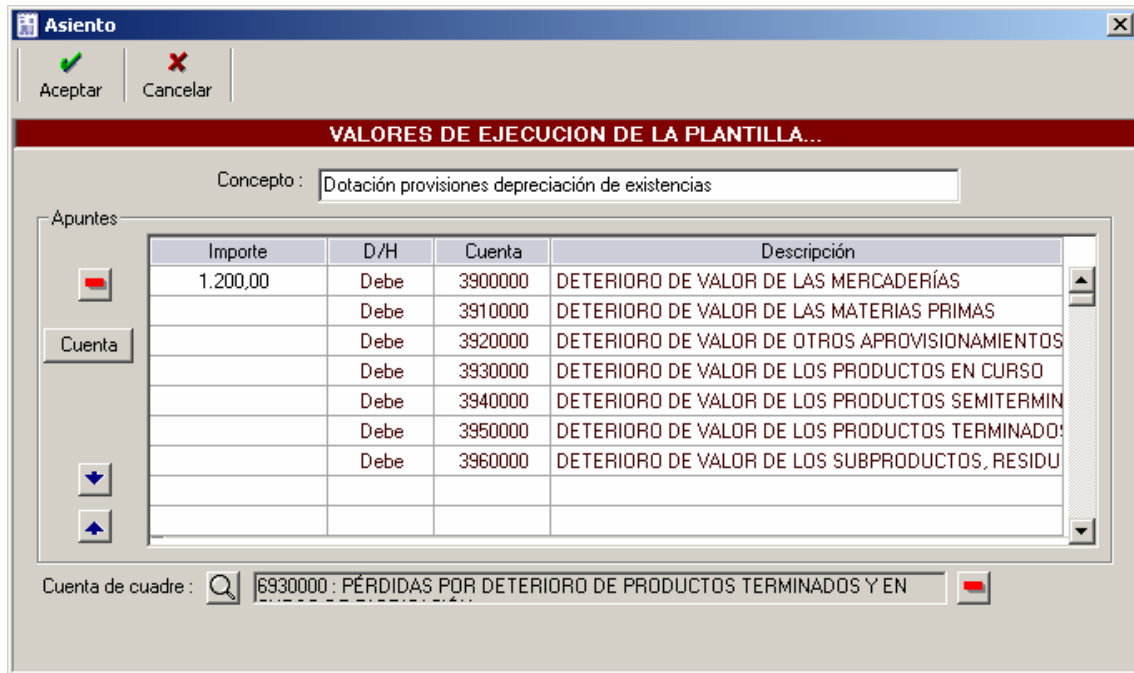 Asiento
Aceptar Cancelar
VALORES DE EJECUCION DE LA PLANTILLA...
Concepto : Dotación provisiones depreciación de existencias
Apuntes
Importe D/H Cuenta Descripción
1.200,00 Debe 3900000 DETERIORO DE VALOR DE LAS MERCADERÍAS
Debe 3910000 DETERIORO DE VALOR DE LAS MATERIAS PRIMAS
Cuenta
Debe 3920000 DETERIORO DE VALOR DE OTROS APROVISIONAMIENTOS
Debe 3930000 DETERIORO DE VALOR DE LOS PRODUCTOS EN CURSO
Debe 3940000 DETERIORO DE VALOR DE LOS PRODUCTOS SEMITERMIN
Debe 3950000 DETERIORO DE VALOR DE LOS PRODUCTOS TERMINADO
Debe 3960000 DETERIORO DE VALOR DE LOS SUBPRODUCTOS, RESIDU
Cuenta de cuadre : 6930000 : PÉRDIDAS POR DETERIORO DE PRODUCTOS TERMINADOS Y EN